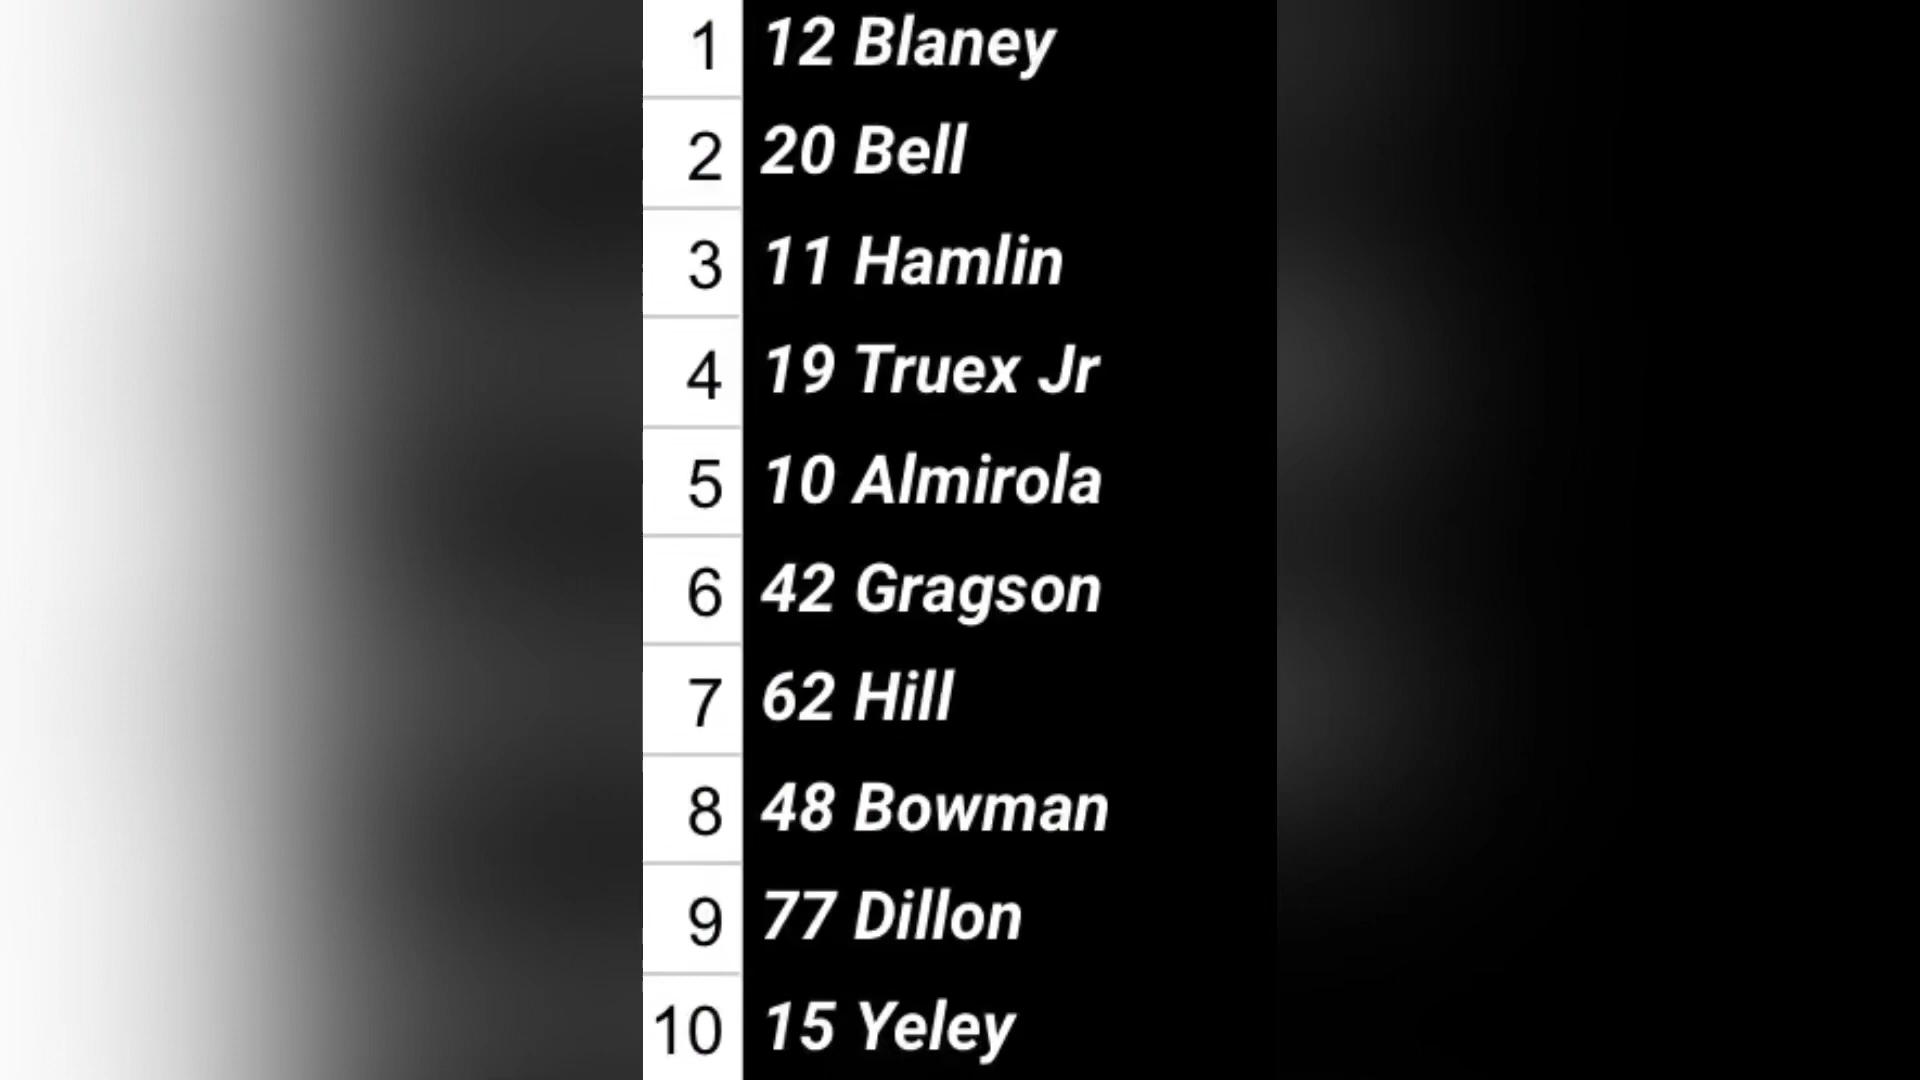 1 12 Blaney
2 20 Bell
3 11 Hamlin
4 19 Truex Jr
5 10 Almirola
6 42 Gragson
7 62 Hill
8 48 Bowman
9 77 Dillon
10 15 Yeley